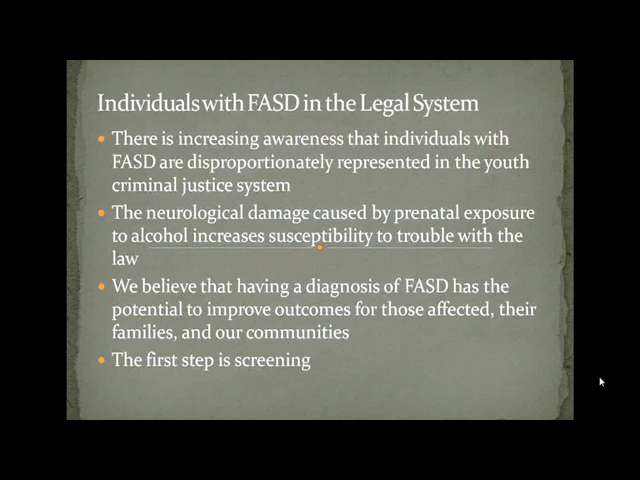 Individuals with FASD in the Legal System
There is increasing awareness that individuals with
FASD are disproportionately represented in the youth
criminal justice system
The neurological damage caused by prenatal exposure
to alcohol increases susceptibility to trouble with the
law
We believe that having a diagnosis of FASD has the
potential to improve outcomes for those affected, their
families, and our communities
The first step is screening